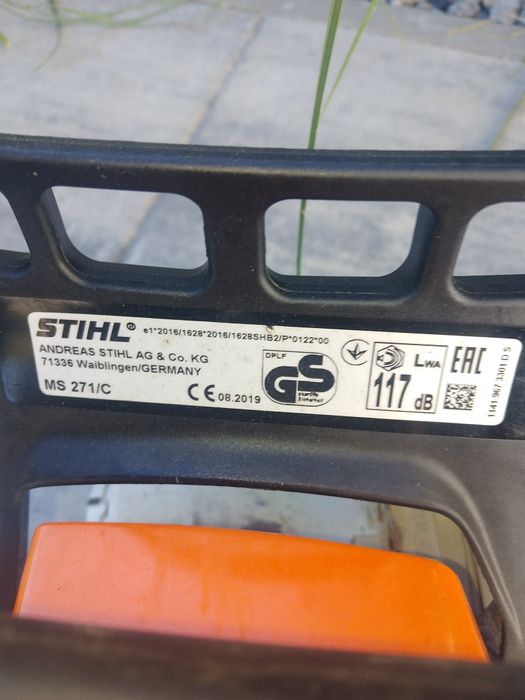 STIHL® e1*2016/1628*2016/1628SHB2/P*0122*00
ANDREAS STIHL AG & Co. KG
71336 Waiblingen/GERMANY
MS 271/C
CE 08.2019
DPLF
GS
LWA
117 dB
EAC
1141 967 3301 D S